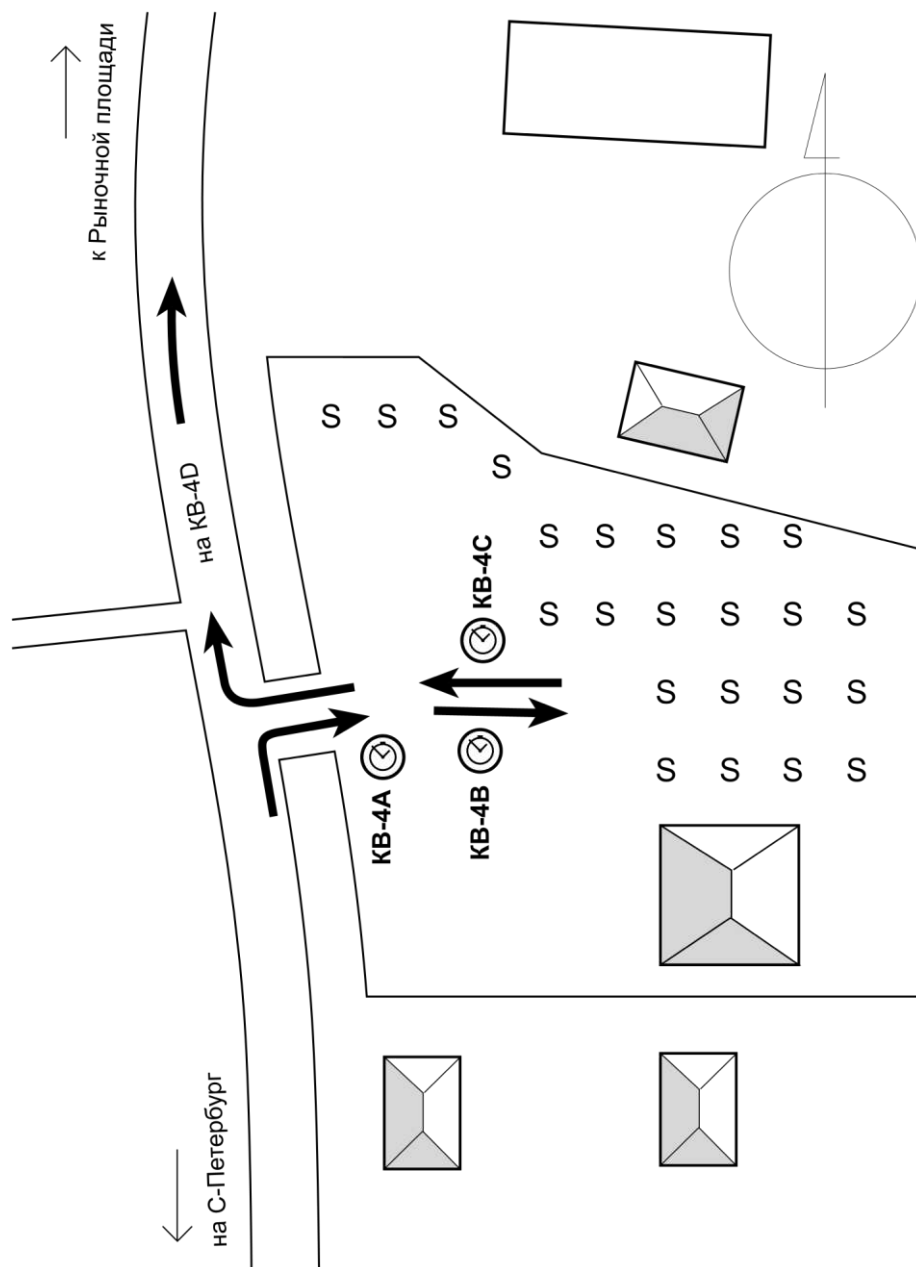 к Рыночной площади
на С-Петербург
на КВ-4D
S
КВ-4А
S
S
КВ-4В
КВ-4С
S
S S
S S
S S S S
S S S S
S S S S
S S S